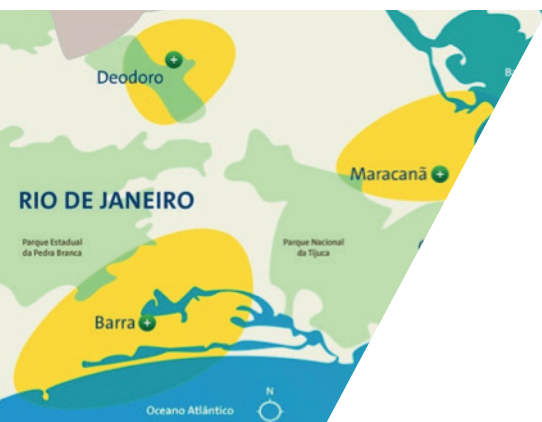 Deodoro
Maracanã
RIO DE JANEIRO
Parque Estadual
da Pedra Branca
Parque Nacional
da Tijuca
Barra
N
Oceano Atlântico